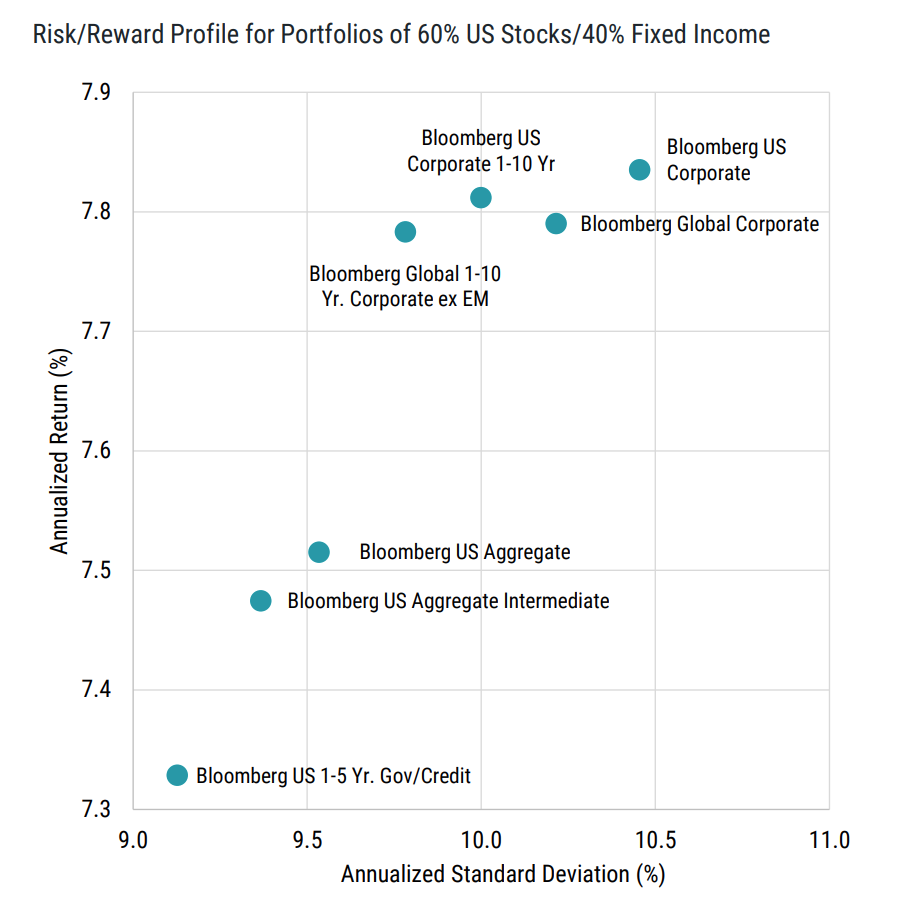 Risk/Reward Profile for Portfolios of 60% US Stocks/40% Fixed Income
7.9
Bloomberg US
Corporate 1-10 Yr
Bloomberg US
Corporate
7.8
Bloomberg Global Corporate
Bloomberg Global 1-10
Yr. Corporate ex EM
7.7
Annualized Return (%)
7.6
Bloomberg US Aggregate
7.5
Bloomberg US Aggregate Intermediate
7.4
Bloomberg US 1-5 Yr. Gov/Credit
7.3
9.0 9.5 10.0 10.5 11.0
Annualized Standard Deviation (%)